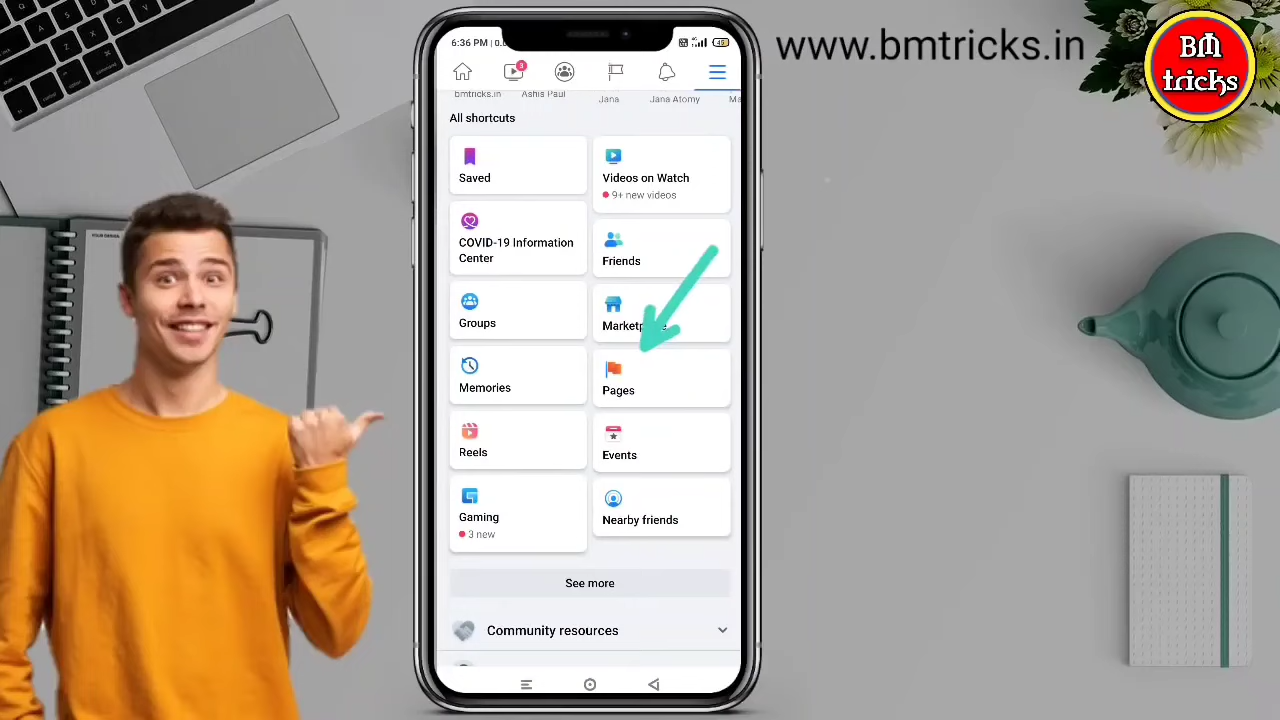 www.bmtricks.in
BM
tricks
6:36 PM | 0.
3
49
bmtricks.in
Ashis Paul
Jana
Jana Atomy
Ma
All shortcuts
Saved
Videos on Watch
9+ new videos
COVID-19 Information
Center
Friends
Groups
Marketp
Memories
Pages
Reels
Events
Gaming
3 new
Nearby friends
See more
Community resources